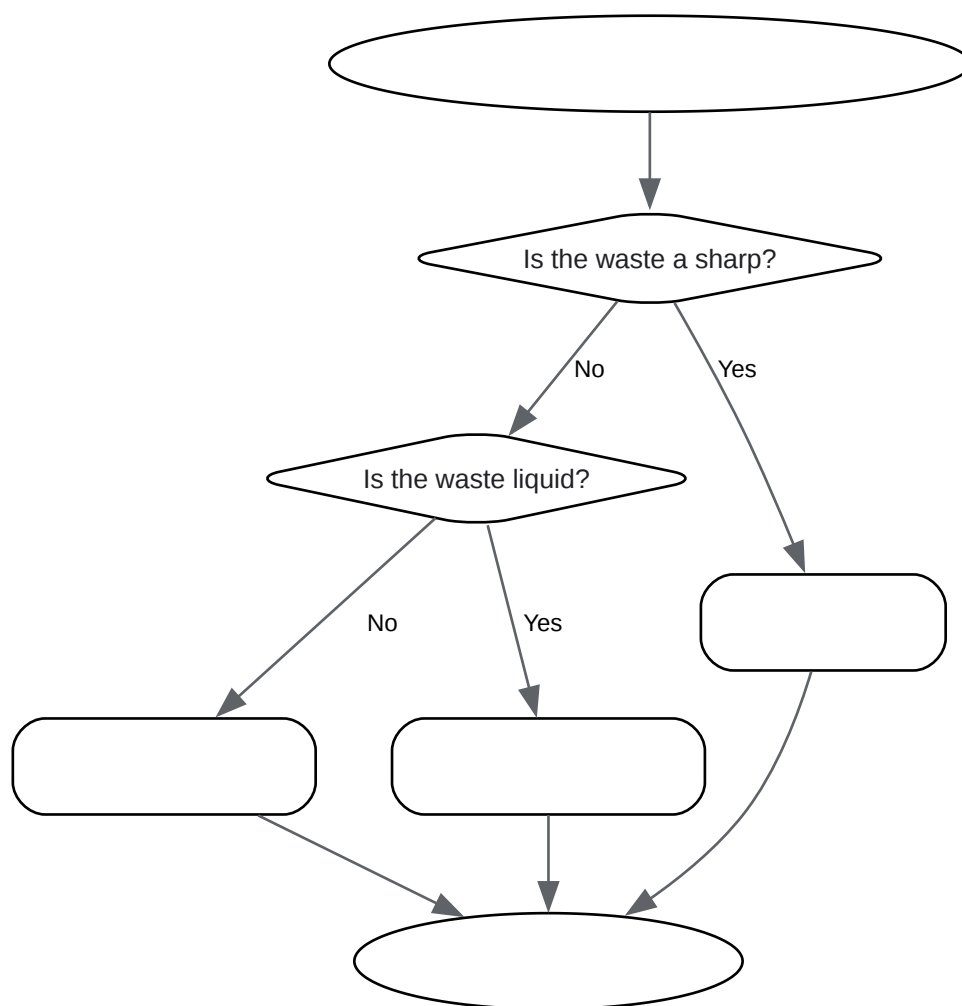 Is the waste a sharp?
No
Yes
Is the waste liquid?
No
Yes